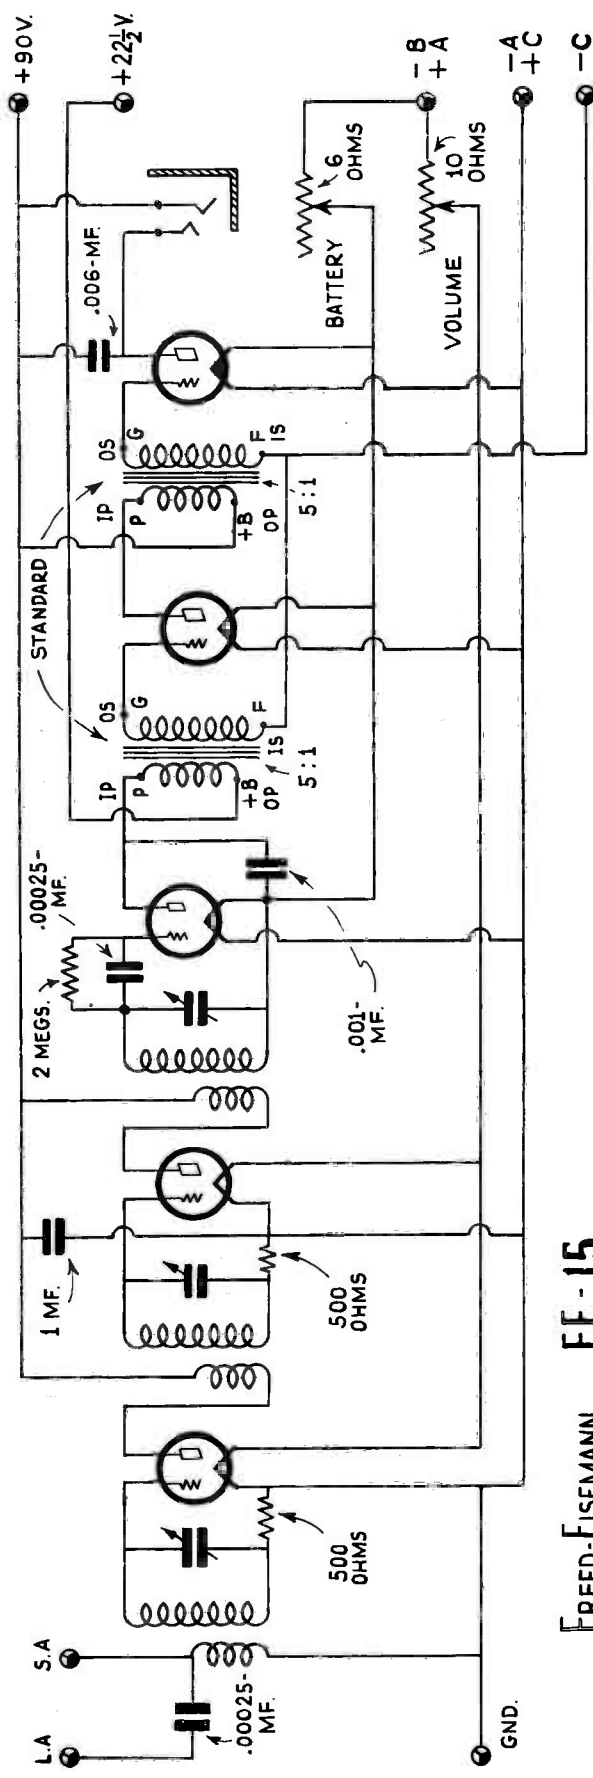 L.A
S.A
.00025-
MF.
GND.
500
OHMS
500
OHMS
1 MF.
2 MEGS.
.00025-
MF.
.001-
MF.
STANDARD
IP
P
+B
OP
OS
G
F
IS
5:1
IP
P
+B
OP
OS
G
F
IS
5:1
.006-MF.
+90V.
+22½V.
6
OHMS
BATTERY
10
OHMS
VOLUME
-B
+A
-A
+C
-C
FREED-EISEMANN FE-15